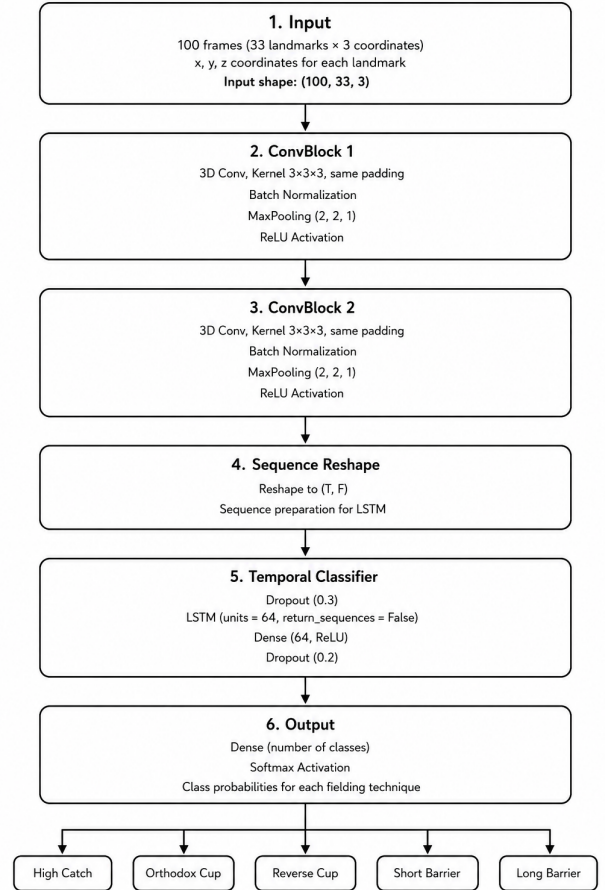 1. Input
100 frames (33 landmarks × 3 coordinates)
x, y, z coordinates for each landmark
Input shape: (100, 33, 3)
2. ConvBlock 1
3D Conv, Kernel 3×3×3, same padding
Batch Normalization
MaxPooling (2, 2, 1)
ReLU Activation
3. ConvBlock 2
3D Conv, Kernel 3×3×3, same padding
Batch Normalization
MaxPooling (2, 2, 1)
ReLU Activation
4. Sequence Reshape
Reshape to (T, F)
Sequence preparation for LSTM
5. Temporal Classifier
Dropout (0.3)
LSTM (units = 64, return_sequences = False)
Dense (64, ReLU)
Dropout (0.2)
6. Output
Dense (number of classes)
Softmax Activation
Class probabilities for each fielding technique
High Catch
Orthodox Cup
Reverse Cup
Short Barrier
Long Barrier